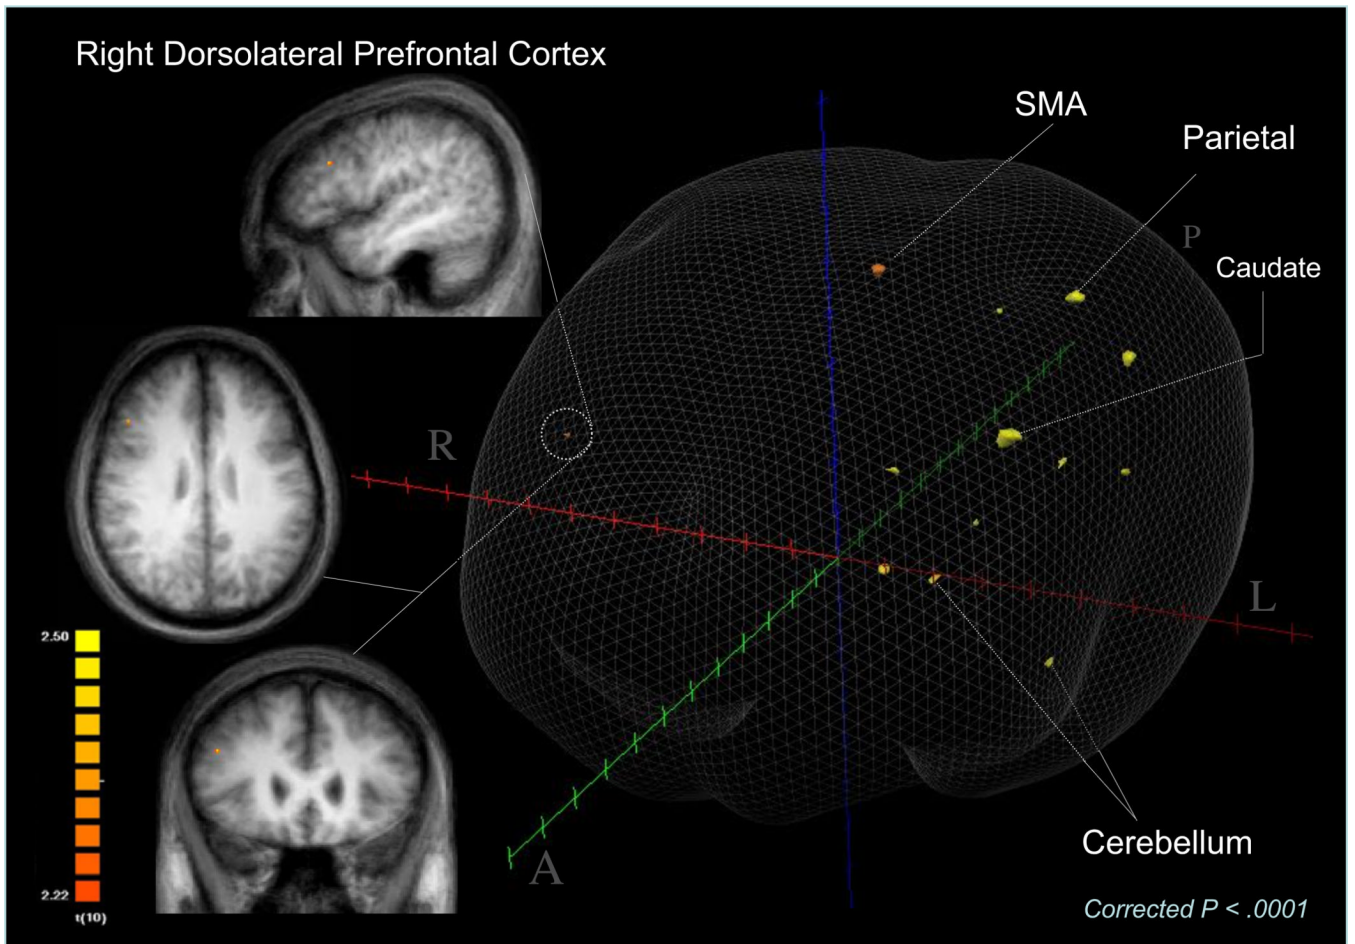 Right Dorsolateral Prefrontal Cortex
SMA
Parietal
P
Caudate
R
L
2.50
2.22
t(10)
A
Cerebellum
Corrected P < .0001